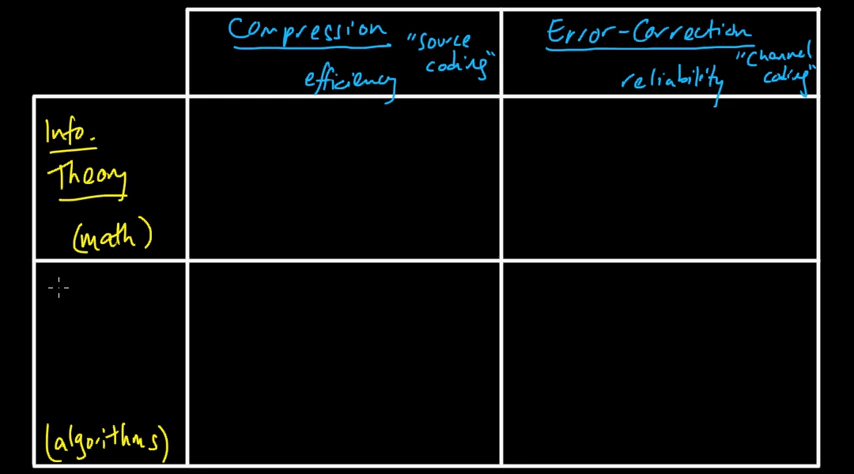 Compression "Source
coding"
efficiency
Error-Correction
"Channel
coding"
reliability
Info.
Theory
(math)
(algorithms)